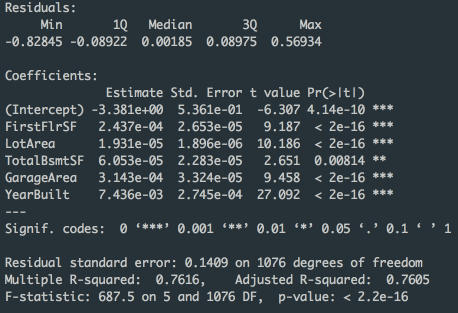 Residuals:
     Min       1Q   Median       3Q      Max
-0.82845 -0.08922  0.00185  0.08975  0.56934

Coefficients:
              Estimate Std. Error t value Pr(>|t|)
(Intercept) -3.381e+00  5.361e-01  -6.307 4.14e-10 ***
FirstFlrSF   2.437e-04  2.653e-05   9.187  < 2e-16 ***
LotArea      1.931e-05  1.896e-06  10.186  < 2e-16 ***
TotalBsmtSF  6.053e-05  2.283e-05   2.651  0.00814 **
GarageArea   3.143e-04  3.324e-05   9.458  < 2e-16 ***
YearBuilt    7.436e-03  2.745e-04  27.092  < 2e-16 ***
---
Signif. codes:  0 ‘***’ 0.001 ‘**’ 0.01 ‘*’ 0.05 ‘.’ 0.1 ‘ ’ 1

Residual standard error: 0.1409 on 1076 degrees of freedom
Multiple R-squared:  0.7616,    Adjusted R-squared:  0.7605
F-statistic: 687.5 on 5 and 1076 DF,  p-value: < 2.2e-16